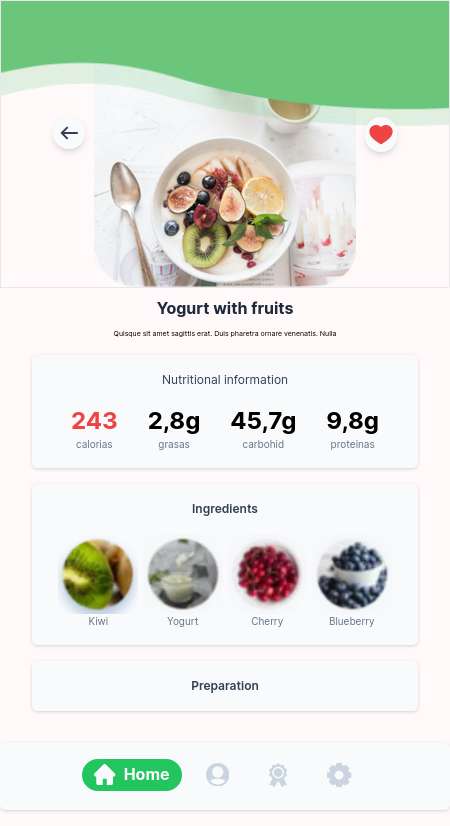 Yogurt with fruits
Quisque sit amet sagittis erat. Duis pharetra ornare venenatis. Nulla
Nutritional information
243 2,8g 45,7g 9,8g
calorias grasas carbohid proteinas
Ingredients
Kiwi Yogurt Cherry Blueberry
Preparation
Home